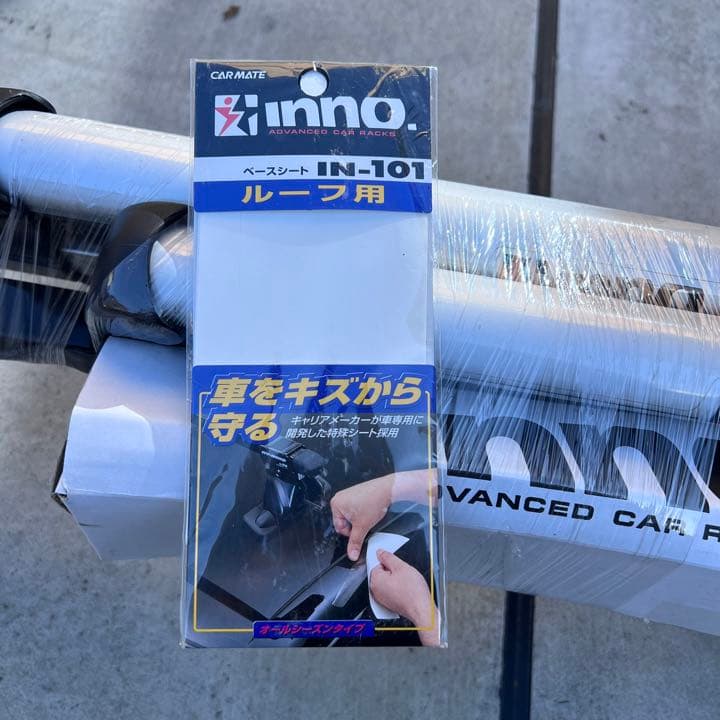 CARMATE
INNO.
ADVANCED CAR RACKS
ベースシート IN-101
ルーフ用
車をキズから
守る
キャリアメーカーが車専用に
開発した特殊シート採用
オールシーズンタイプ
DVANCED CAR R